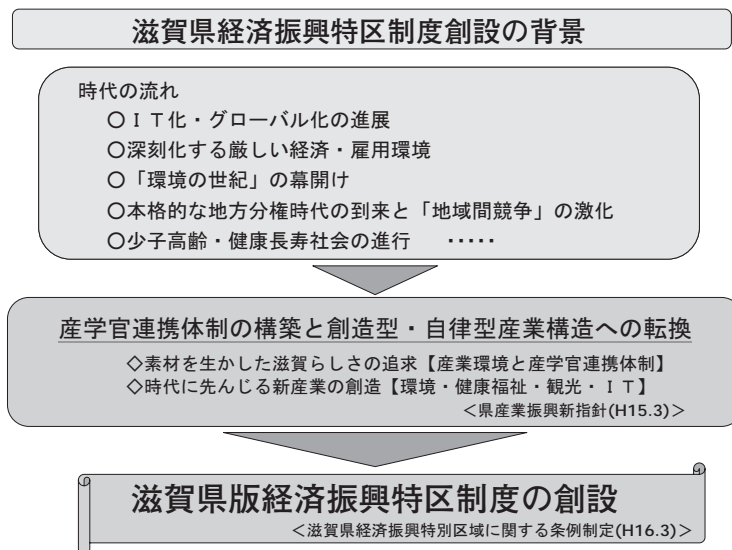 滋賀県経済振興特区制度創設の背景
時代の流れ
○ＩＴ化・グローバル化の進展
○深刻化する厳しい経済・雇用環境
○「環境の世紀」の幕開け
○本格的な地方分権時代の到来と「地域間競争」の激化
○少子高齢・健康長寿社会の進行　・・・・・
産学官連携体制の構築と創造型・自律型産業構造への転換
◇素材を生かした滋賀らしさの追求【産業環境と産学官連携体制】
◇時代に先んじる新産業の創造【環境・健康福祉・観光・ＩＴ】
＜県産業振興新指針(H15.3)＞
滋賀県版経済振興特区制度の創設
＜滋賀県経済振興特別区域に関する条例制定(H16.3)＞